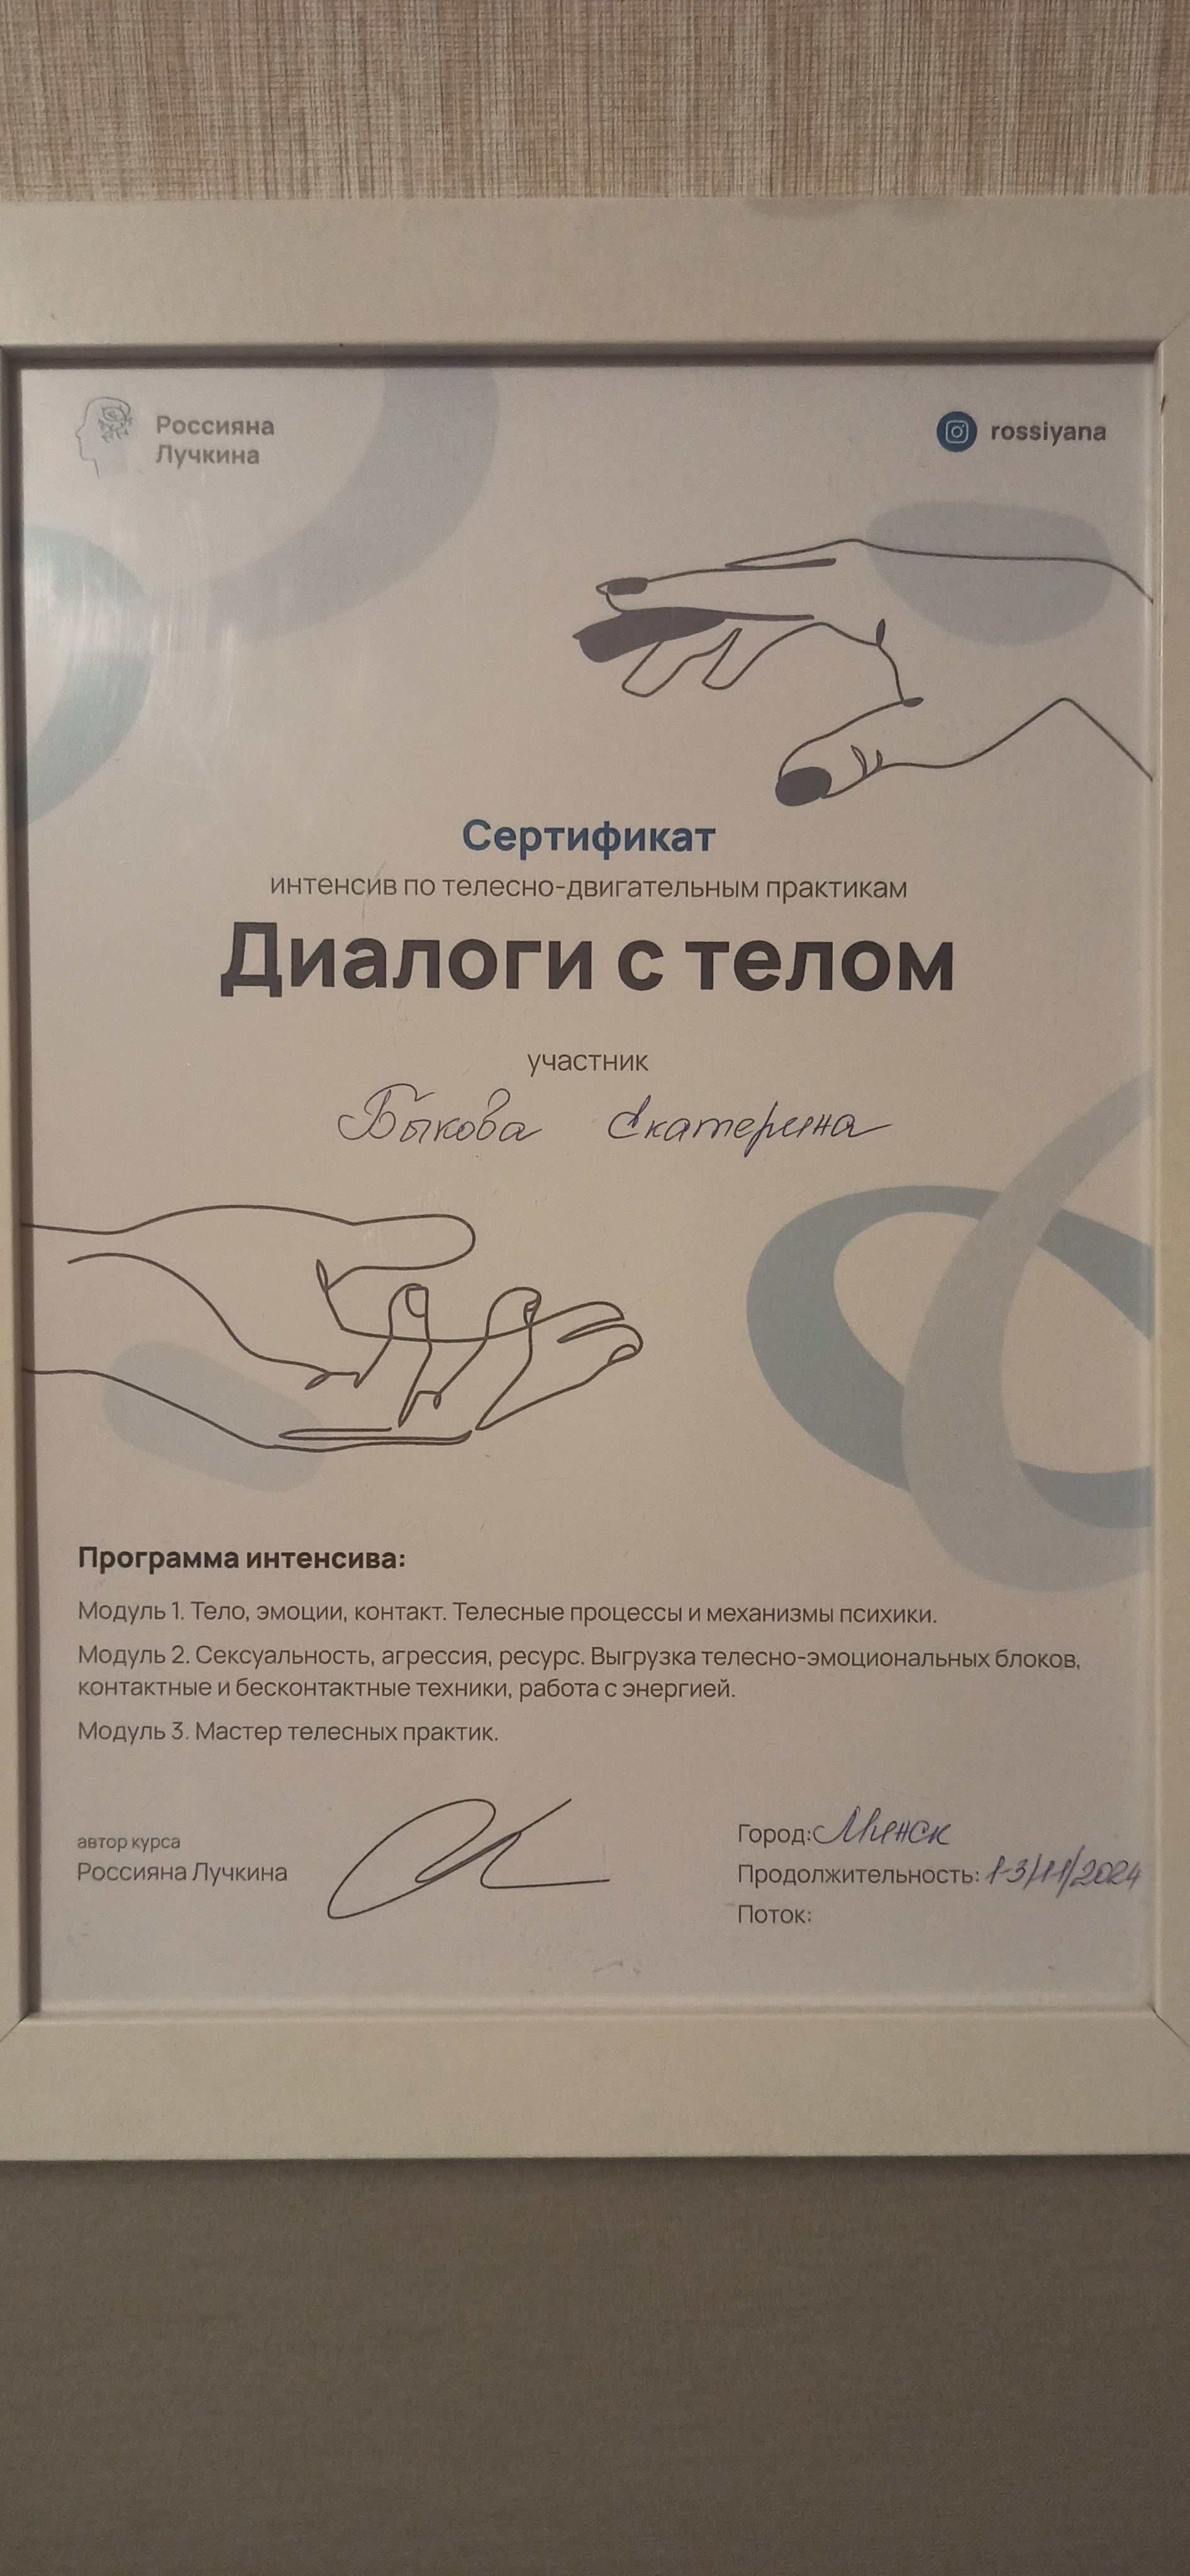 Россияна
Лучкина
rossiyana
Сертификат
интенсив по телесно-двигательным практикам
Диалоги с телом
участник
Быкова Екатерина
Программа интенсива:
Модуль 1. Тело, эмоции, контакт. Телесные процессы и механизмы психики.
Модуль 2. Сексуальность, агрессия, ресурс. Выгрузка телесно-эмоциональных блоков,
контактные и бесконтактные техники, работа с энергией.
Модуль 3. Мастер телесных практик.
автор курса
Россияна Лучкина
Город: Минск
Продолжительность: 1-3/11/2024
Поток: